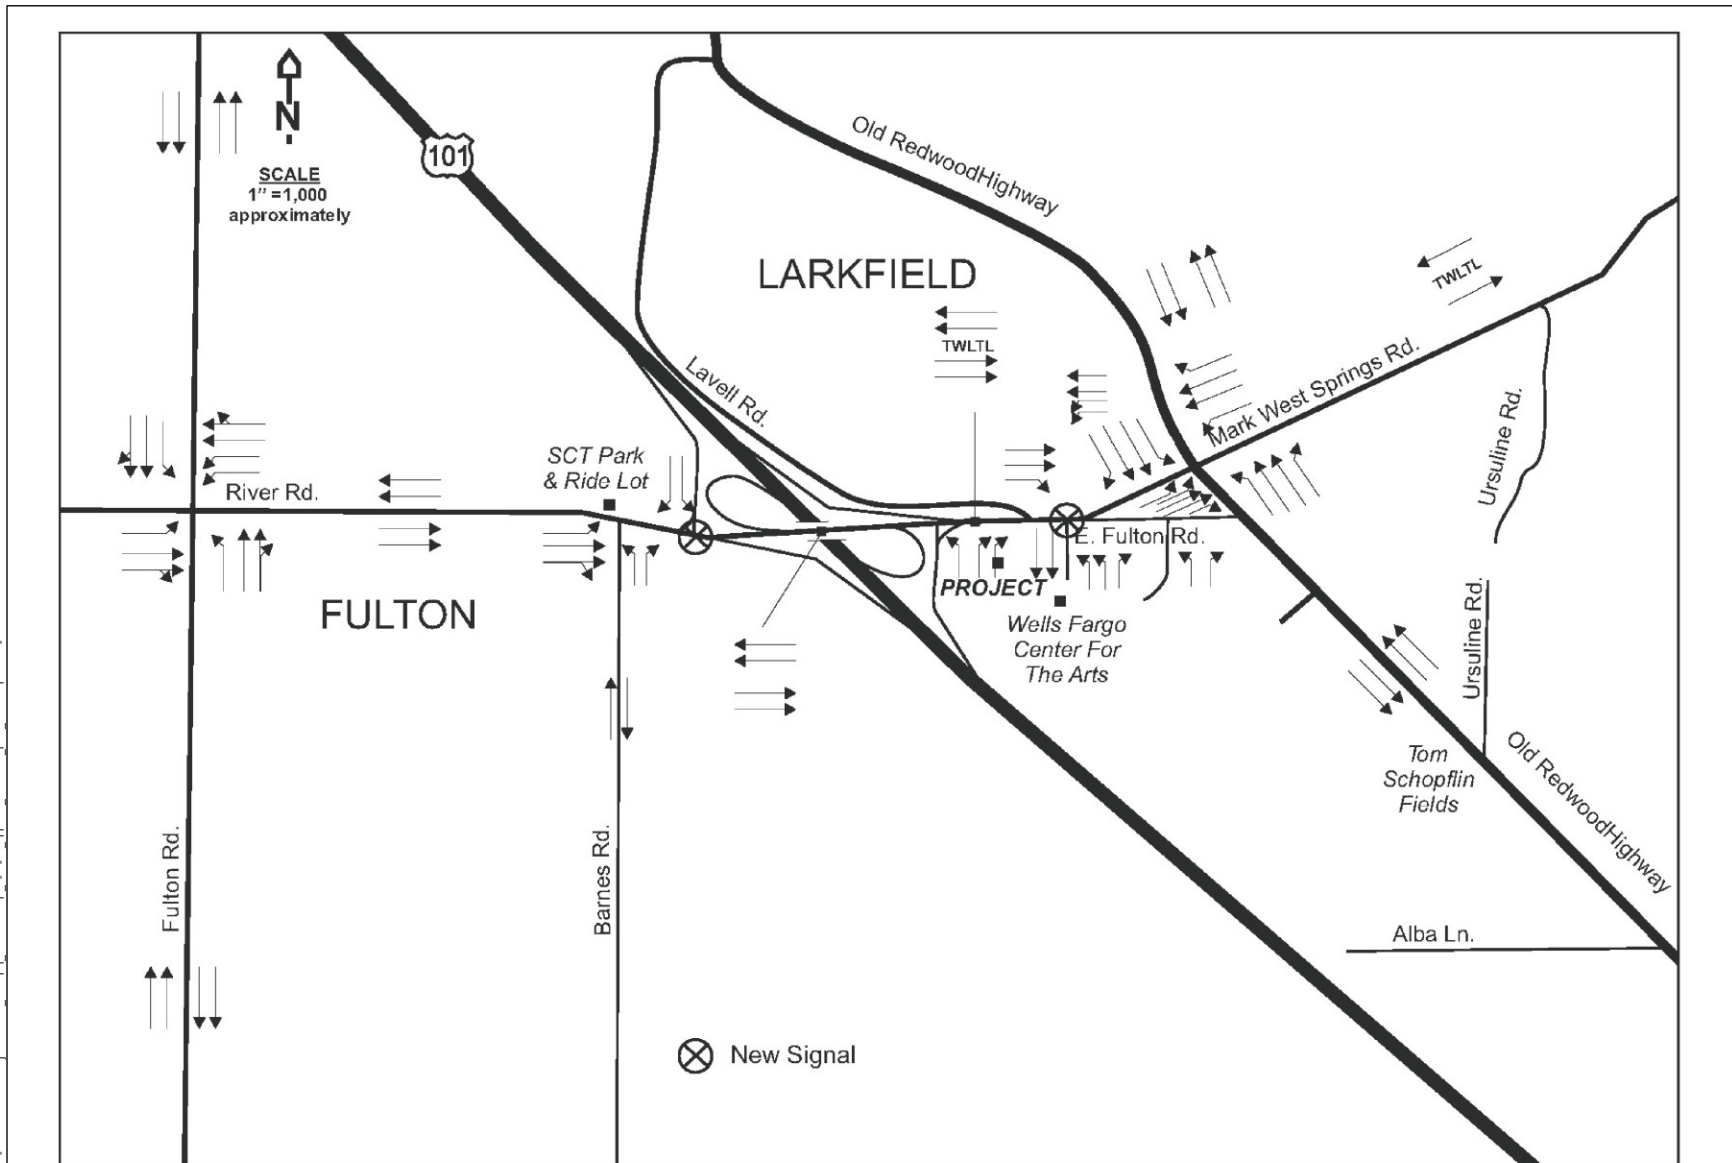 N
SCALE
1" =1,000
approximately
101
Old RedwoodHighway
LARKFIELD
TWLTL
TWLTL
Lavell Rd.
Mark West Springs Rd.
Ursuline Rd.
SCT Park
& Ride Lot
River Rd.
E. Fulton Rd.
PROJECT
FULTON
Wells Fargo
Center For
The Arts
Ursuline Rd.
Tom
Schopflin
Fields
Old RedwoodHighway
Fulton Rd.
Barnes Rd.
Alba Ln.
New Signal